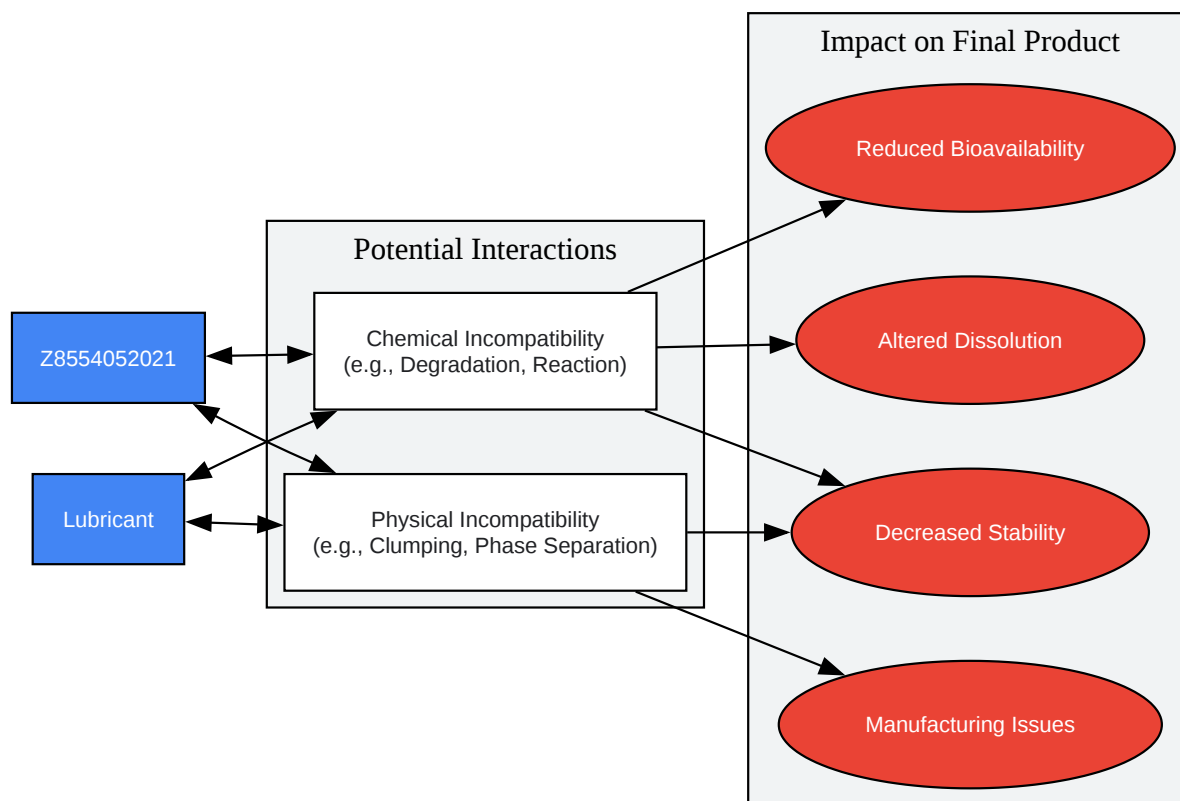 Impact on Final Product
Reduced Bioavailability
Potential Interactions
Z8554052021
Chemical Incompatibility
(e.g., Degradation, Reaction)
Altered Dissolution
Lubricant
Physical Incompatibility
(e.g., Clumping, Phase Separation)
Decreased Stability
Manufacturing Issues